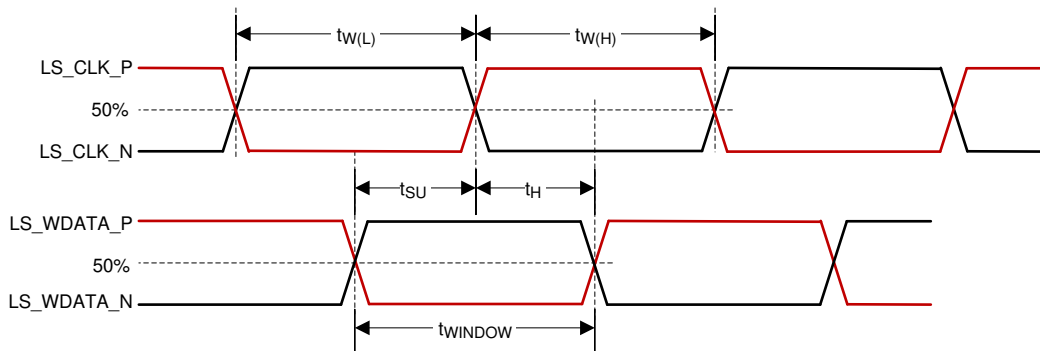 tW(L) tW(H)
LS_CLK_P
50%
LS_CLK_N
tSU tH
LS_WDATA_P
50%
LS_WDATA_N
tWINDOW